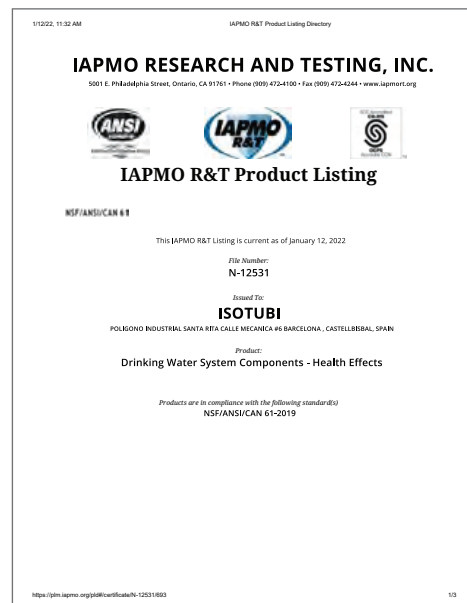 1/12/22, 11:32 AM IAPMO R&T Product Listing Directory
IAPMO RESEARCH AND TESTING, INC.
5001 E. Philadelphia Street, Ontario, CA 91761 • Phone (909) 472-4100 • Fax (909) 472-4244 • www.iapmort.org
ANSI
IAPMO
R&T
IAPMO R&T Product Listing
NSF/ANSI/CAN 61
This IAPMO R&T Listing is current as of January 12, 2022
File Number:
N-12531
Issued To:
ISOTUBI
POLIGONO INDUSTRIAL SANTA RITA CALLE MECANICA #6 BARCELONA , CASTELLBISBAL, SPAIN
Product:
Drinking Water System Components - Health Effects
Products are in compliance with the following standard(s)
NSF/ANSI/CAN 61-2019
https://plm.iapmo.org/pld#/certificate/N-12531/693 1/3